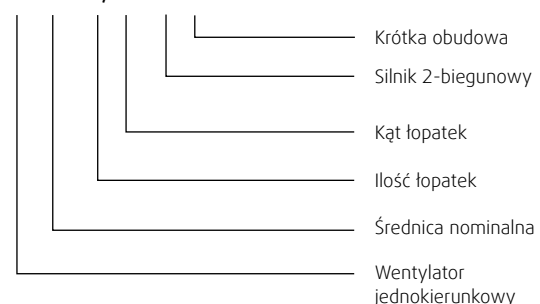 Krótka obudowa
Silnik 2-biegunowy
Kąt łopatek
Ilość łopatek
Średnica nominalna
Wentylator
jednokierunkowy